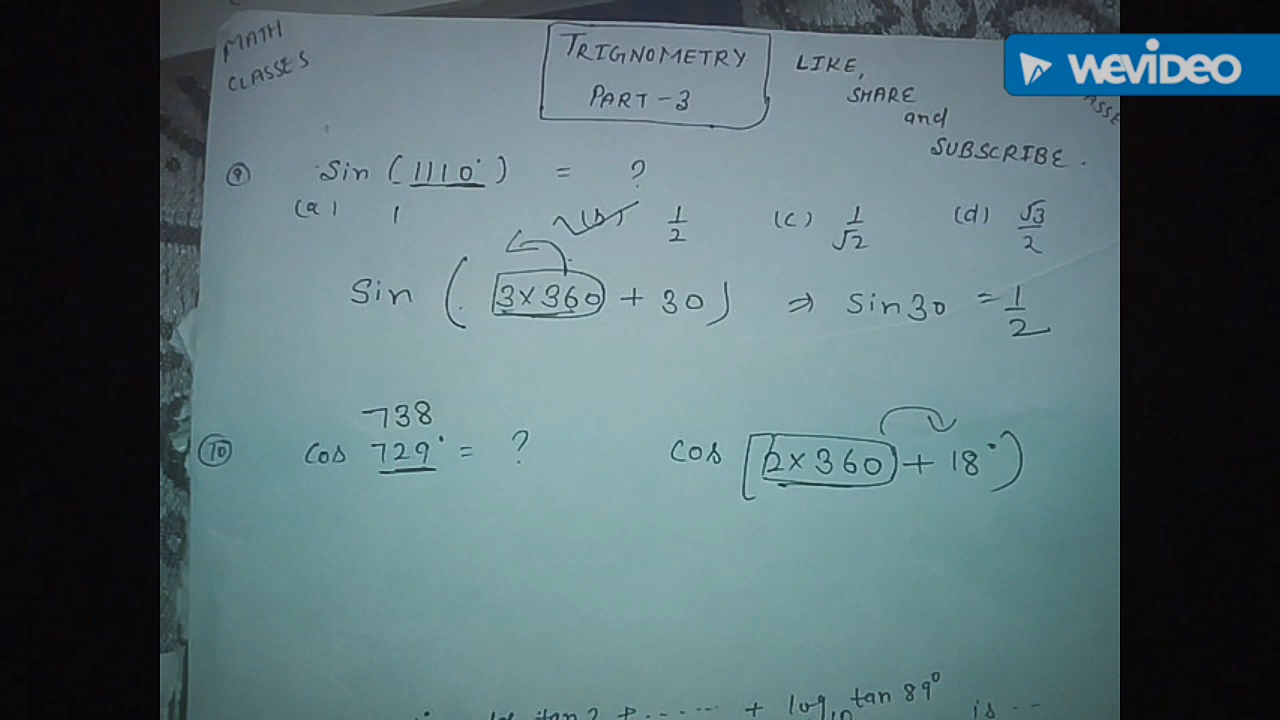 MATH
CLASSES
TRIGNOMETRY
PART-3
LIKE,
SHARE
and
SUBSCRIBE.
WeVideo
⑨ Sin (1110°) = ?
(a) 1 (b) 1/2 (c) 1/√2 (d) √3/2
Sin (3×360 + 30) ⇒ Sin30 = 1/2
738
⑩ cos 729° = ? cos [2×360 + 18°)
tan 2 + ...... + log₁₀ tan 89° is ..